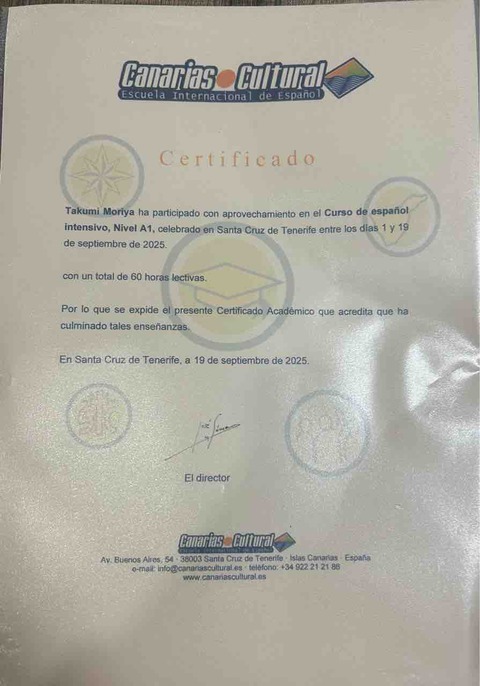 Canarias Cultural
Escuela Internacional de Español
Certificado
Takumi Moriya ha participado con aprovechamiento en el Curso de español
intensivo, Nivel A1, celebrado en Santa Cruz de Tenerife entre los días 1 y 19
de septiembre de 2025.
con un total de 60 horas lectivas.
Por lo que se expide el presente Certificado Académico que acredita que ha
culminado tales enseñanzas.
En Santa Cruz de Tenerife, a 19 de septiembre de 2025.
El director
Canarias Cultural
Escuela Internacional de Español
Av. Buenos Aires, 54 · 38003 Santa Cruz de Tenerife · Islas Canarias · España
e-mail: info@canariascultural.es · teléfono: +34 922 21 21 88
www.canariascultural.es